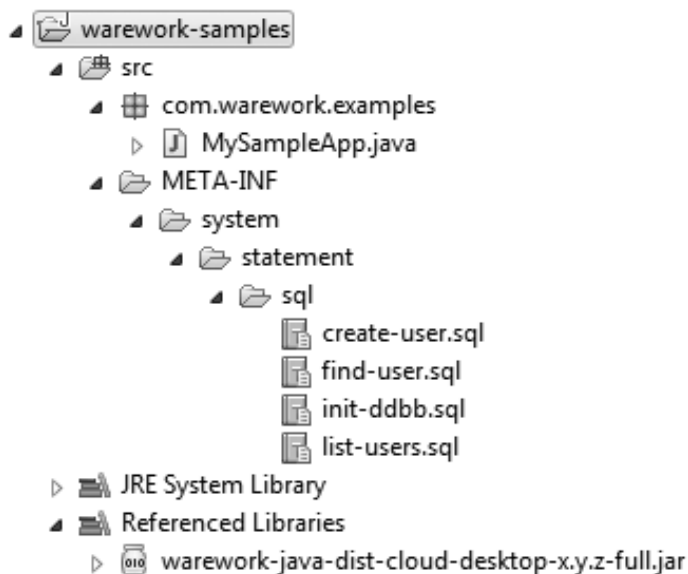 warework-samples
src
com.warework.examples
MySampleApp.java
META-INF
system
statement
sql
create-user.sql
find-user.sql
init-ddbb.sql
list-users.sql
JRE System Library
Referenced Libraries
warework-java-dist-cloud-desktop-x.y.z-full.jar